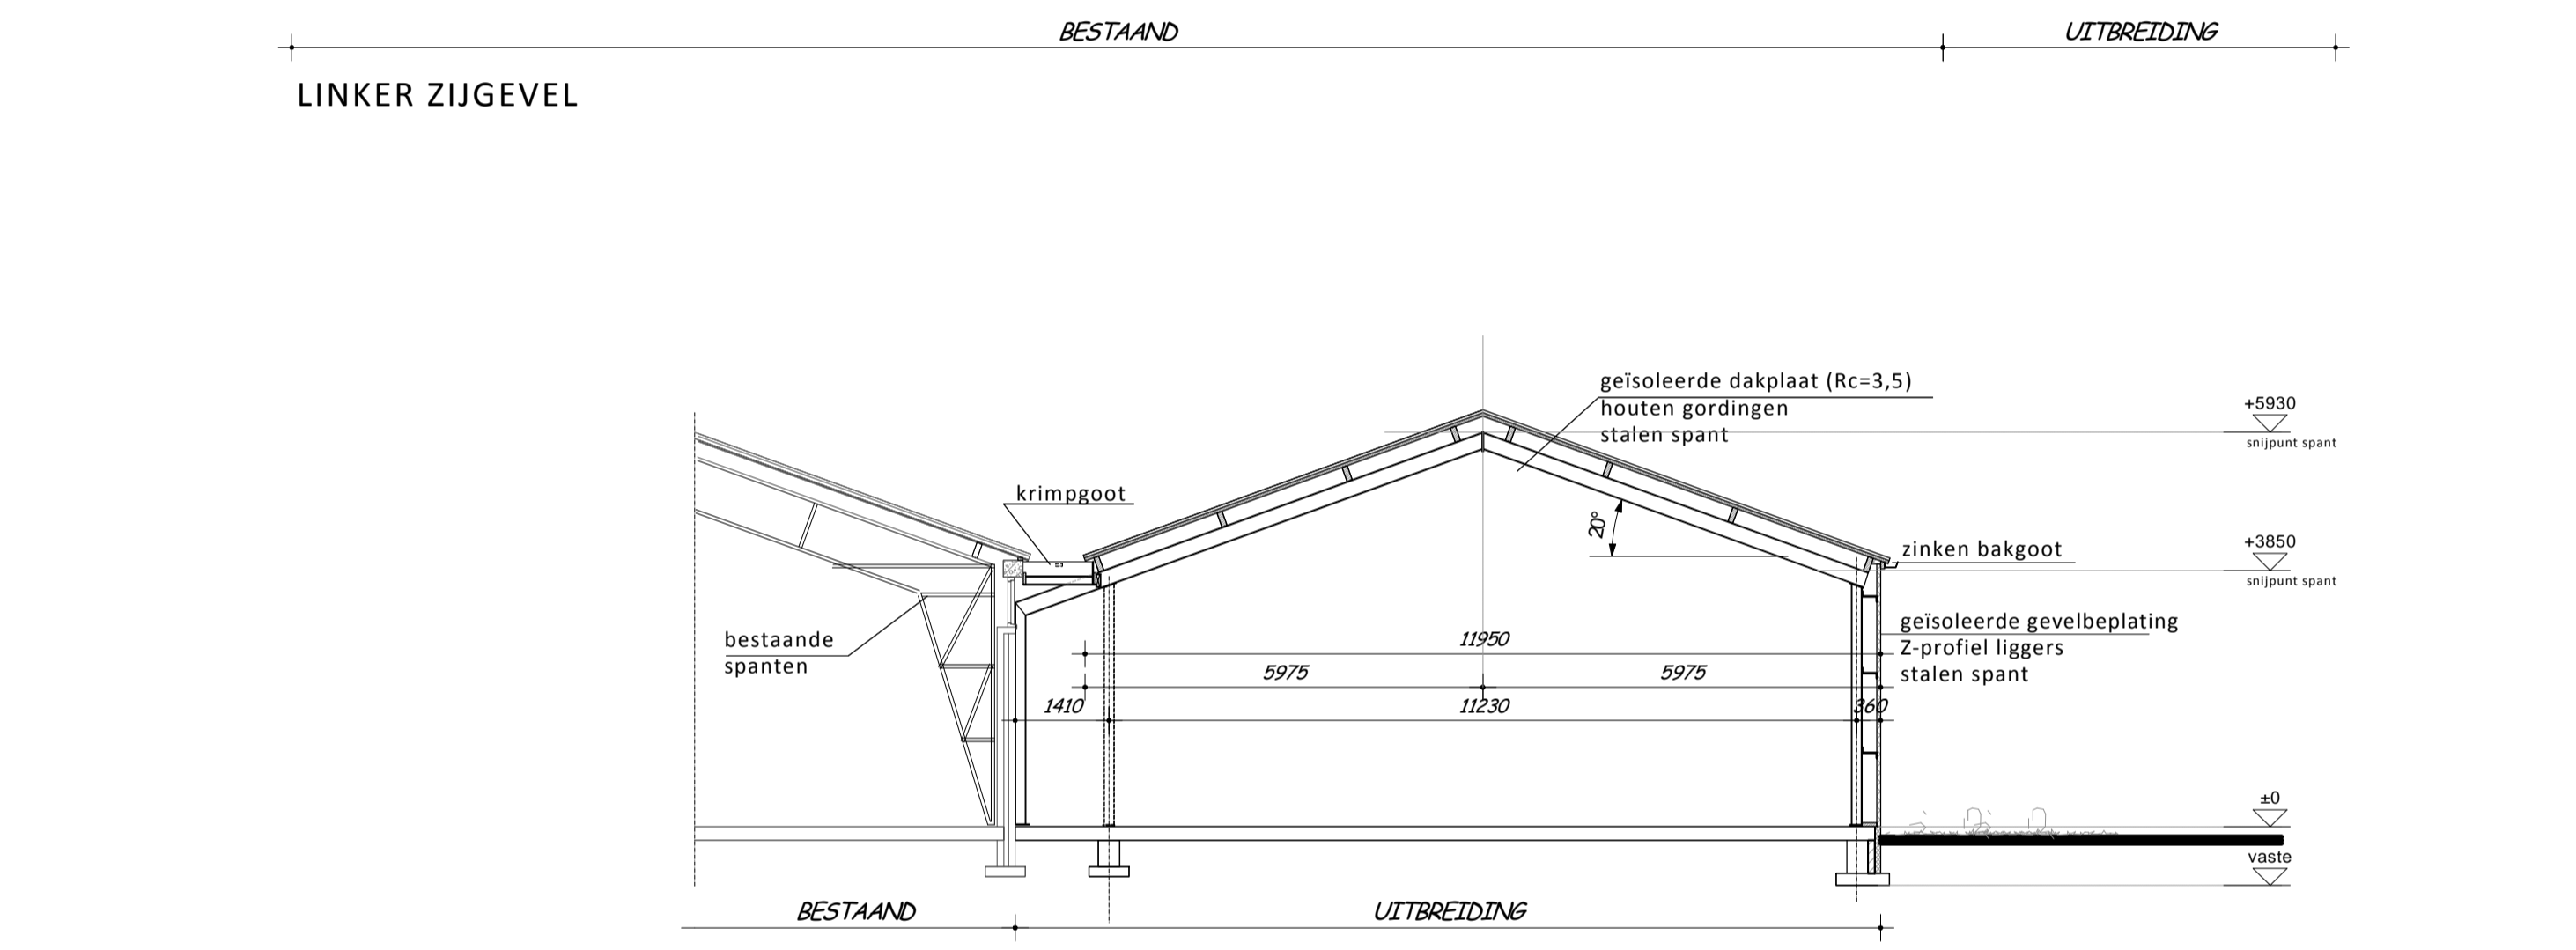 BESTAAND
UITBREIDING
LINKER ZIJGEVEL
geïsoleerde dakplaat (Rc=3,5)
houten gordingen
stalen spant
+5930
snijpunt spant
krimpgoot
20°
zinken bakgoot
+3850
snijpunt spant
bestaande
spanten
geïsoleerde gevelbeplating
Z-profiel liggers
stalen spant
11950
5975
5975
1410
11230
360
±0
vaste
BESTAAND
UITBREIDING